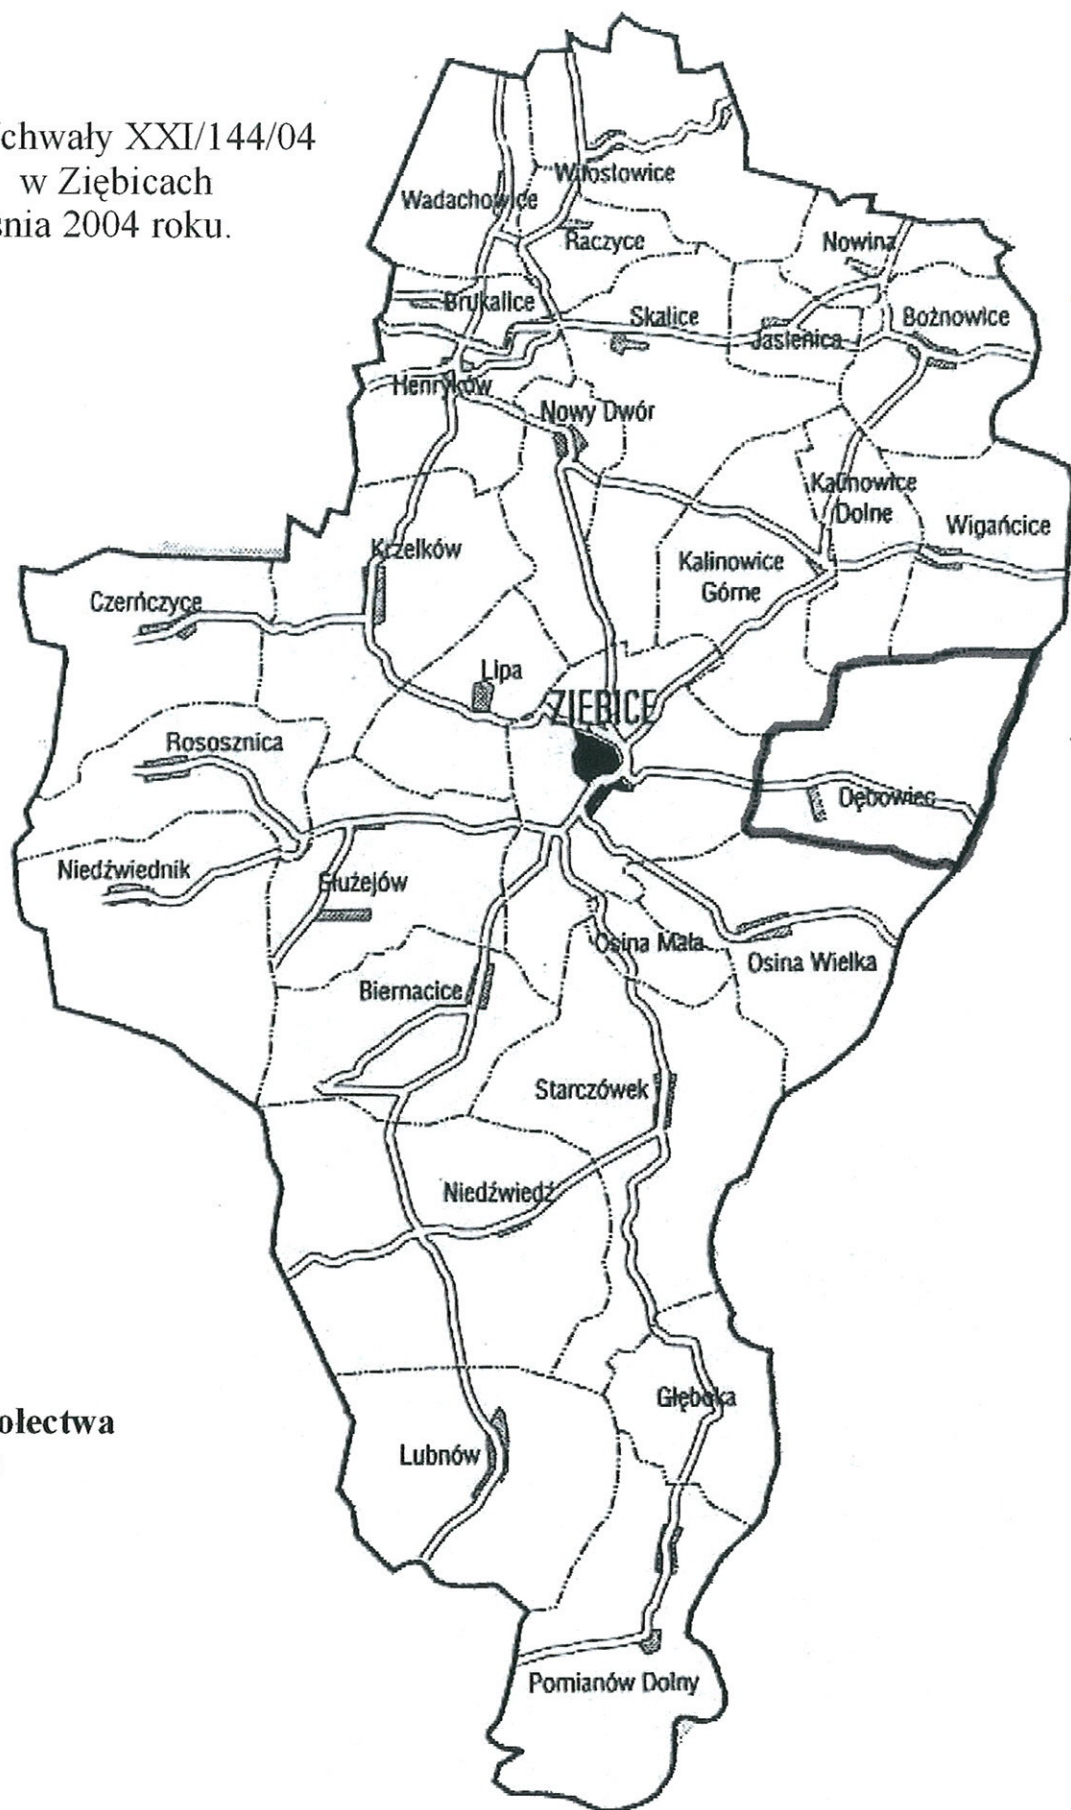 chwały XXI/144/04
w Ziębicach
śnia 2004 roku.
Witostowice
Wadachowice
Raczyce
Nowina
Brukalice
Skalice
Bożnowice
Jasienica
Henryków
Nowy Dwór
Kalinowice
Dolne
Wigańcice
Krzelków
Kalinowice
Górne
Czerńczyce
Lipa
ZIĘBICE
Rososznica
Dębowiec
Niedźwiednik
Służejów
Osina Mała
Osina Wielka
Biernacice
Starczówek
Niedźwiedź
Głęboka
ołectwa
Lubnów
Pomianów Dolny